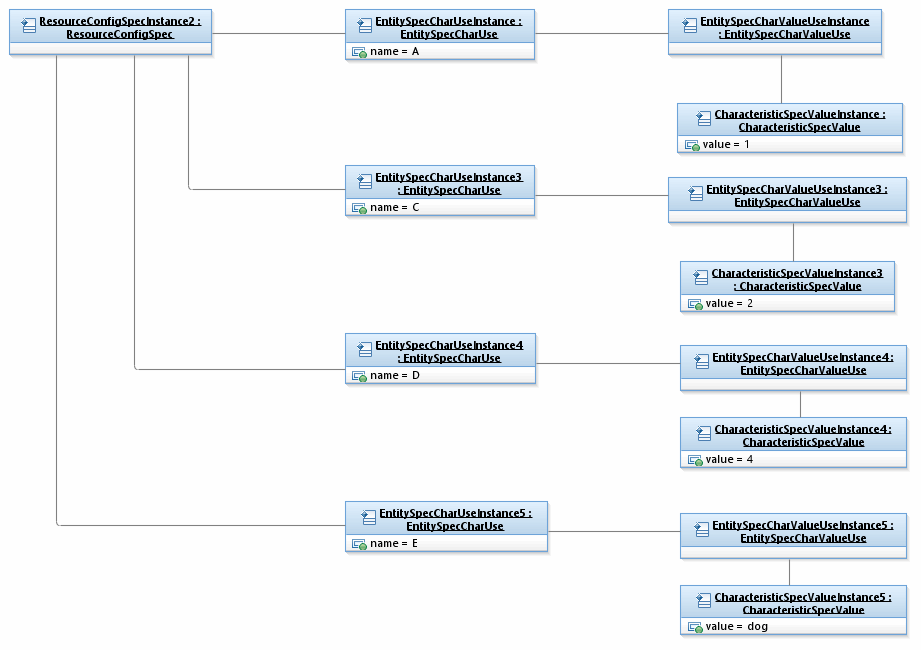 ResourceConfigSpecInstance2 :
ResourceConfigSpec
EntitySpecCharUseInstance :
EntitySpecCharUse
name = A
EntitySpecCharValueUseInstance
: EntitySpecCharValueUse
CharacteristicSpecValueInstance :
CharacteristicSpecValue
value = 1
EntitySpecCharUseInstance3
: EntitySpecCharUse
name = C
EntitySpecCharValueUseInstance3 :
EntitySpecCharValueUse
CharacteristicSpecValueInstance3
: CharacteristicSpecValue
value = 2
EntitySpecCharUseInstance4
: EntitySpecCharUse
name = D
EntitySpecCharValueUseInstance4 :
EntitySpecCharValueUse
CharacteristicSpecValueInstance4 :
CharacteristicSpecValue
value = 4
EntitySpecCharUseInstance5 :
EntitySpecCharUse
name = E
EntitySpecCharValueUseInstance5 :
EntitySpecCharValueUse
CharacteristicSpecValueInstance5 :
CharacteristicSpecValue
value = dog